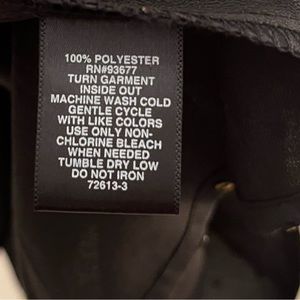 100% POLYESTER
RN#93677
TURN GARMENT
INSIDE OUT
MACHINE WASH COLD
GENTLE CYCLE
WITH LIKE COLORS
USE ONLY NON-
CHLORINE BLEACH
WHEN NEEDED
TUMBLE DRY LOW
DO NOT IRON
72613-3